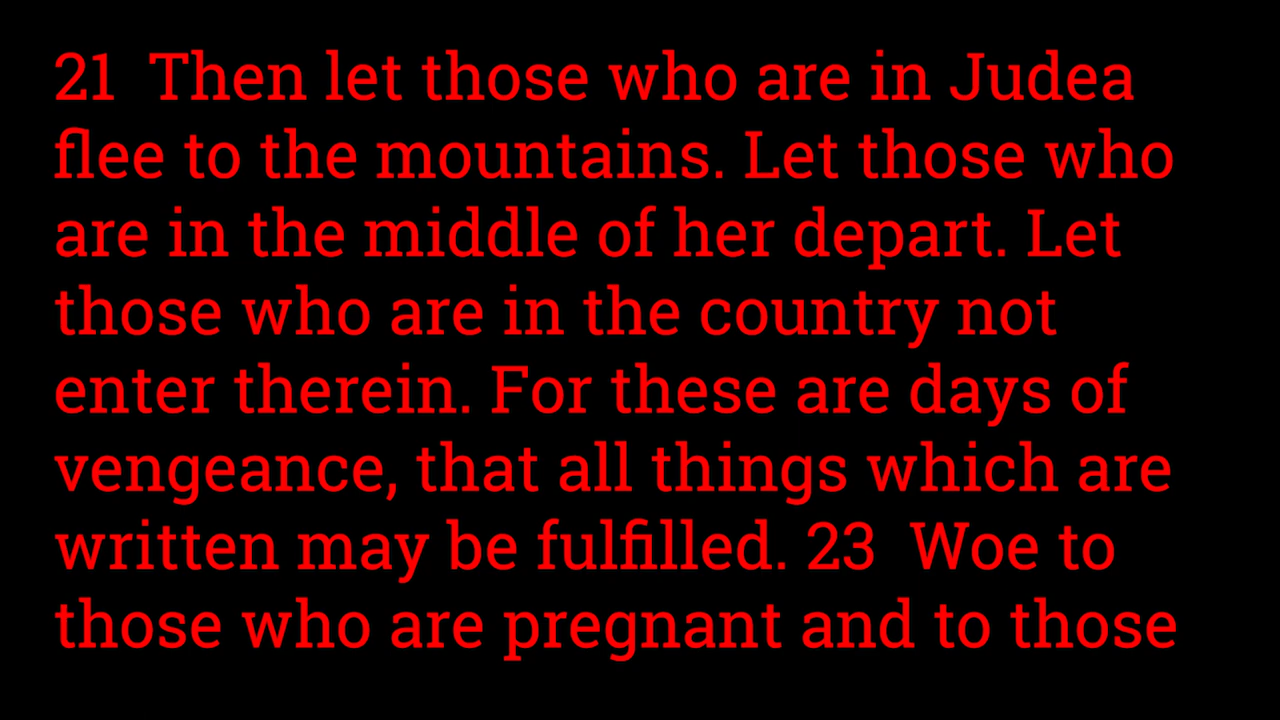 21  Then let those who are in Judea
flee to the mountains. Let those who
are in the middle of her depart. Let
those who are in the country not
enter therein. For these are days of
vengeance, that all things which are
written may be fulfilled. 23  Woe to
those who are pregnant and to those